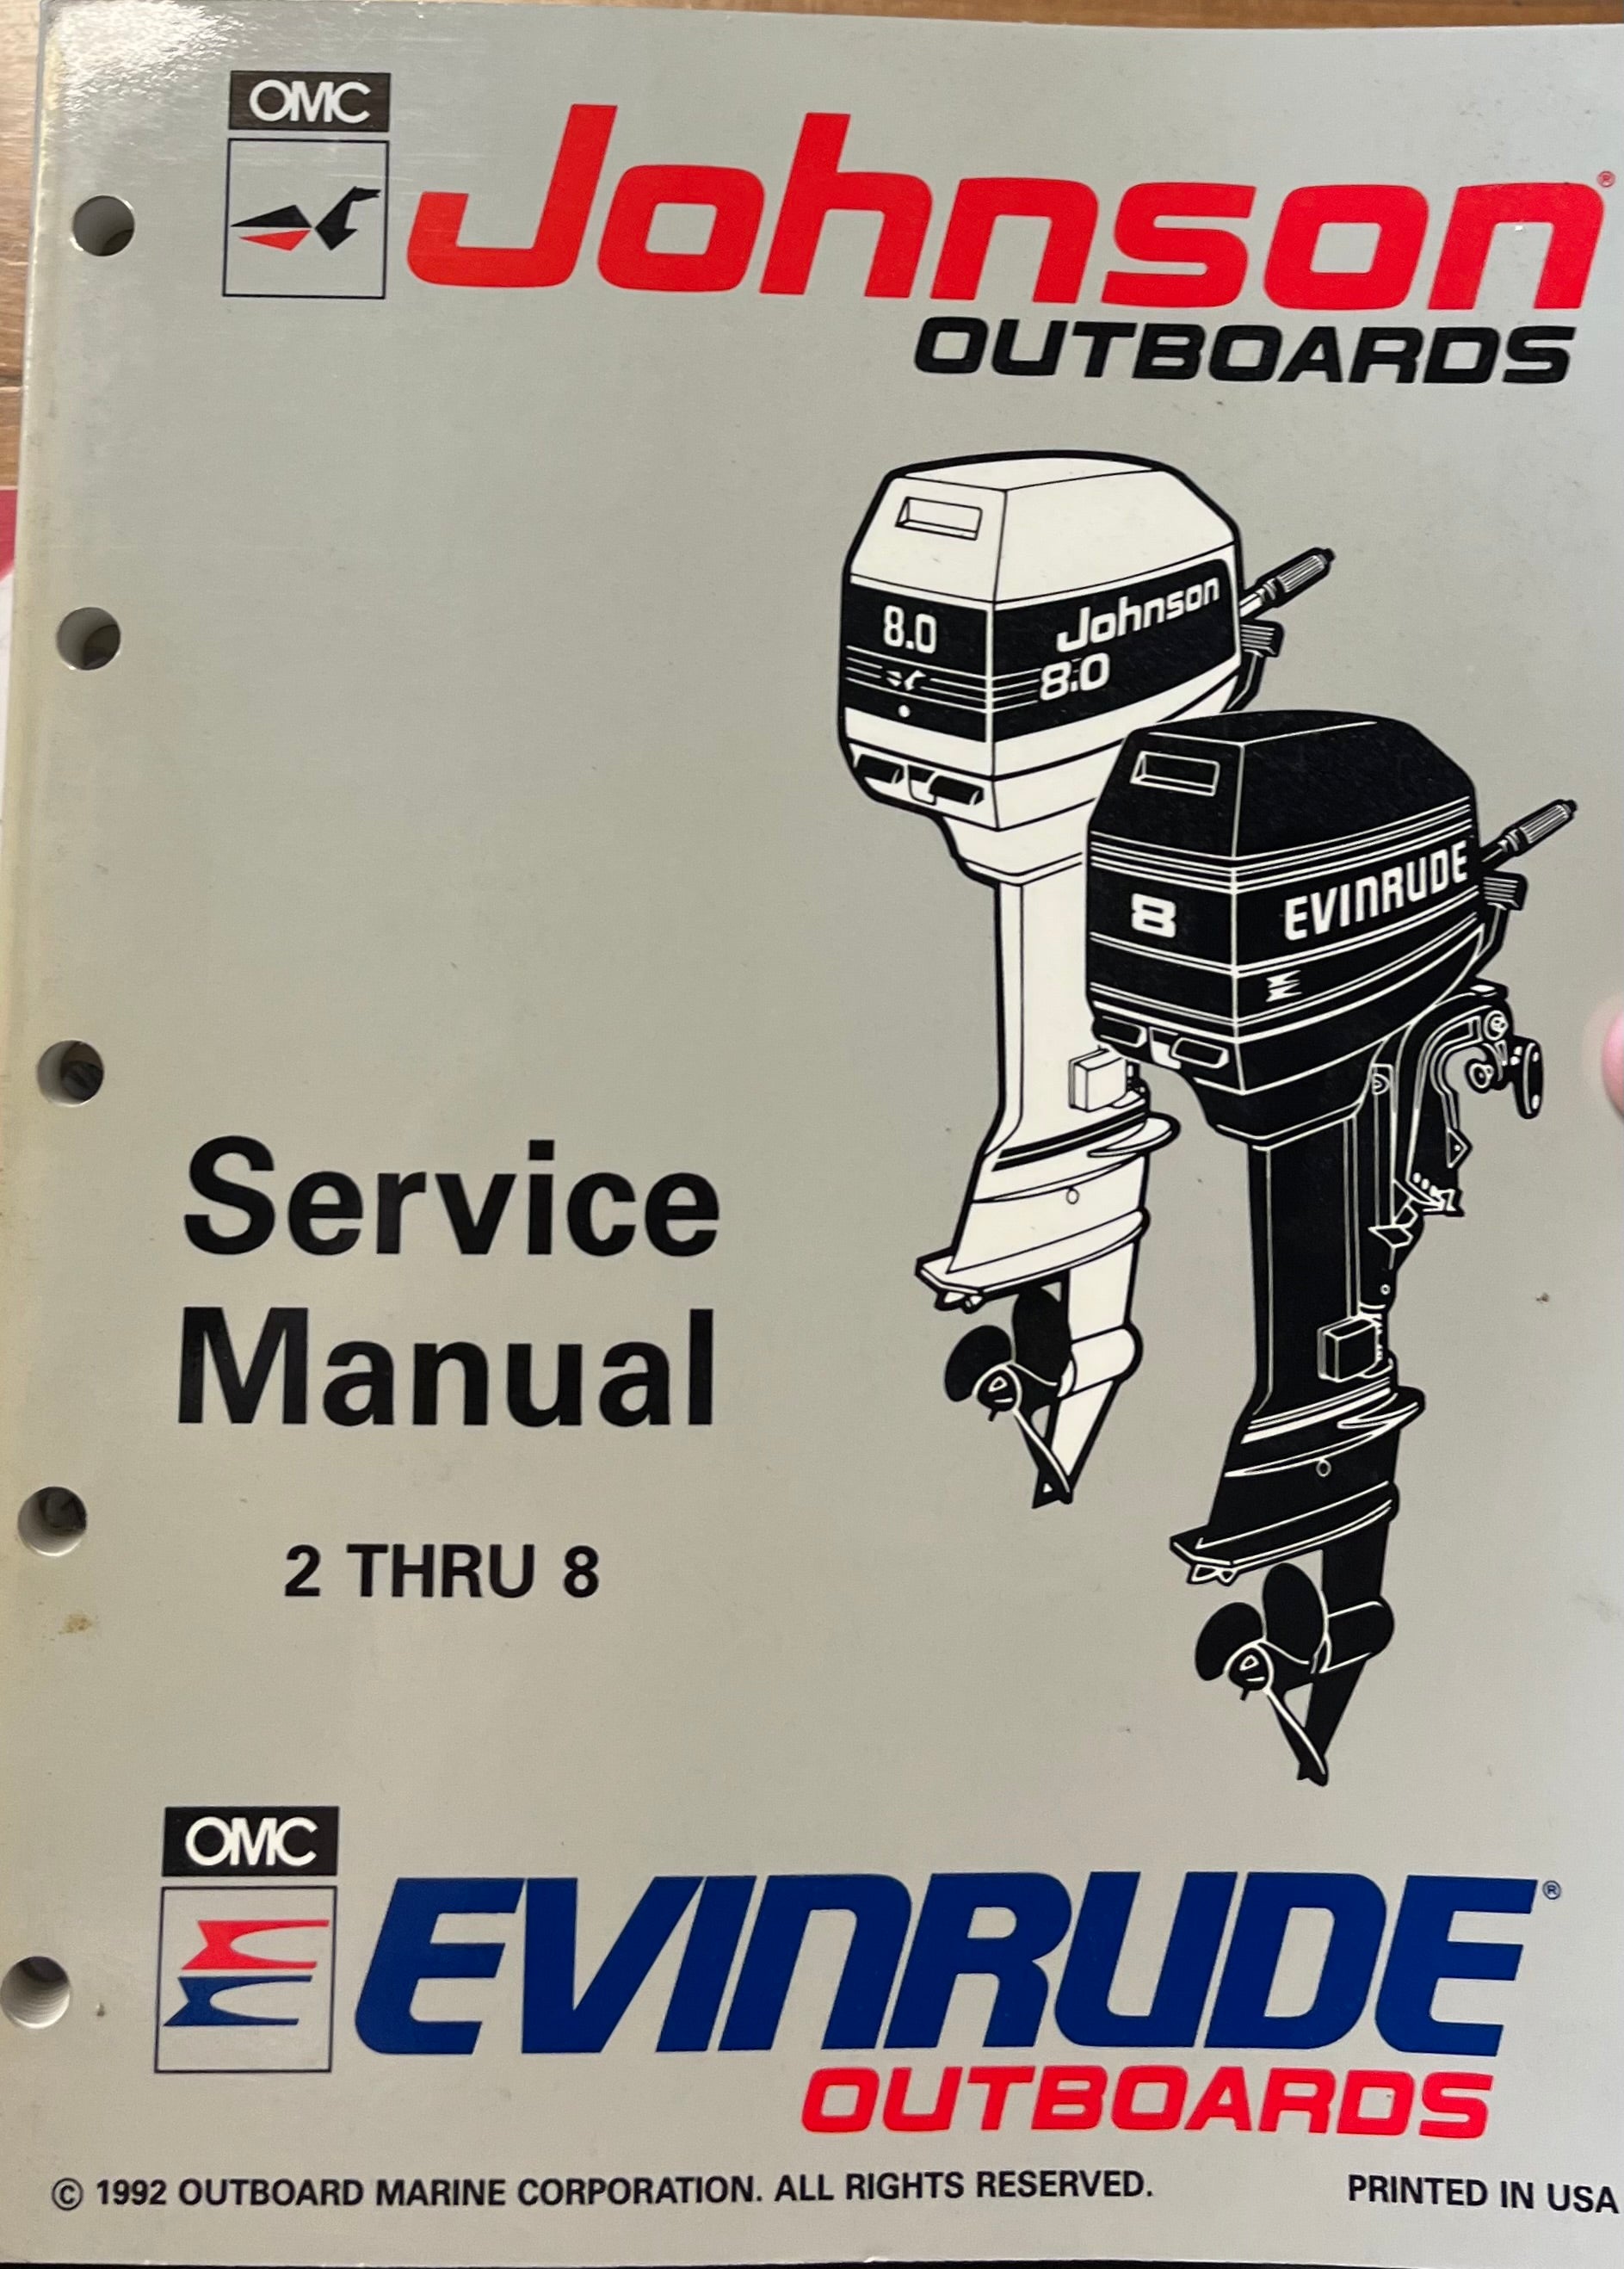 OMC
Johnson®
OUTBOARDS
8.0
Johnson
8.0
8
EVINRUDE
Service
Manual
2 THRU 8
OMC
EVINRUDE®
OUTBOARDS
© 1992 OUTBOARD MARINE CORPORATION. ALL RIGHTS RESERVED.
PRINTED IN USA